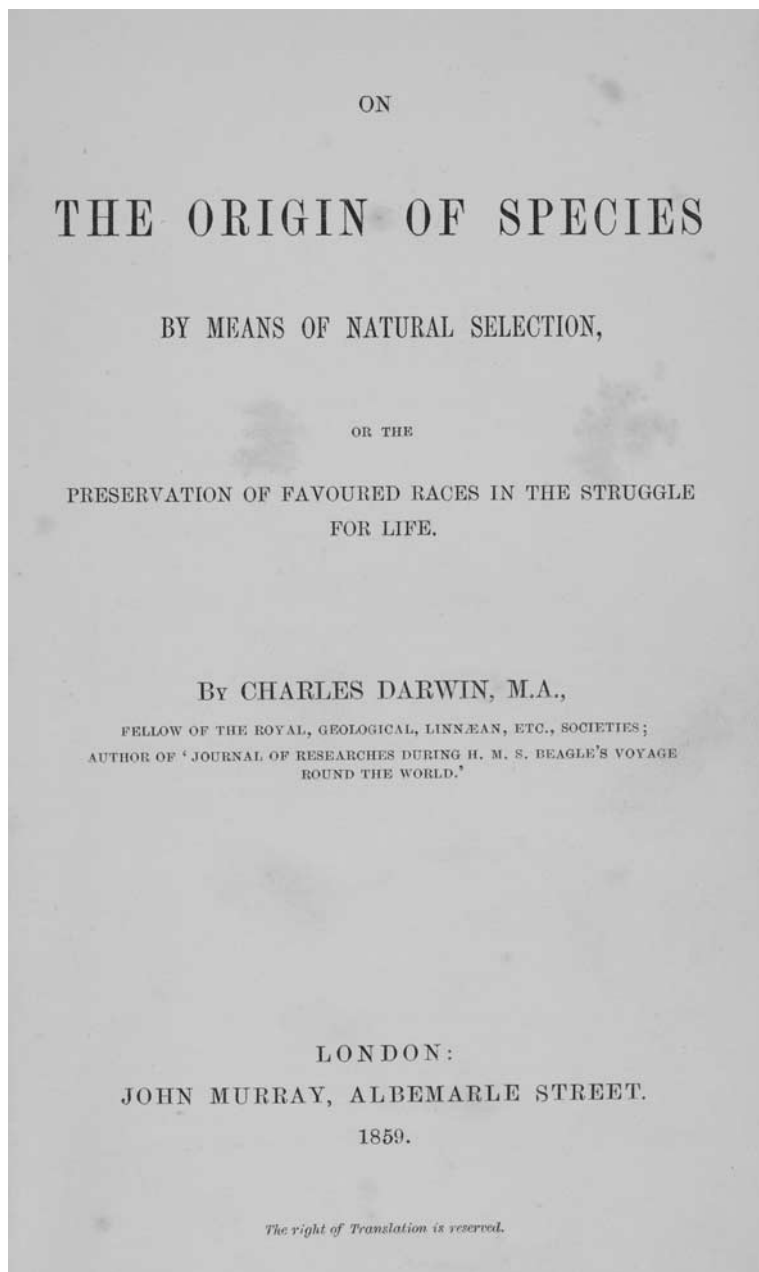 ON
THE ORIGIN OF SPECIES
BY MEANS OF NATURAL SELECTION,
OR THE
PRESERVATION OF FAVOURED RACES IN THE STRUGGLE
FOR LIFE.
BY CHARLES DARWIN, M.A.,
FELLOW OF THE ROYAL, GEOLOGICAL, LINNÆAN, ETC., SOCIETIES;
AUTHOR OF ‘JOURNAL OF RESEARCHES DURING H. M. S. BEAGLE'S VOYAGE
ROUND THE WORLD.’
LONDON:
JOHN MURRAY, ALBEMARLE STREET.
1859.
The right of Translation is reserved.